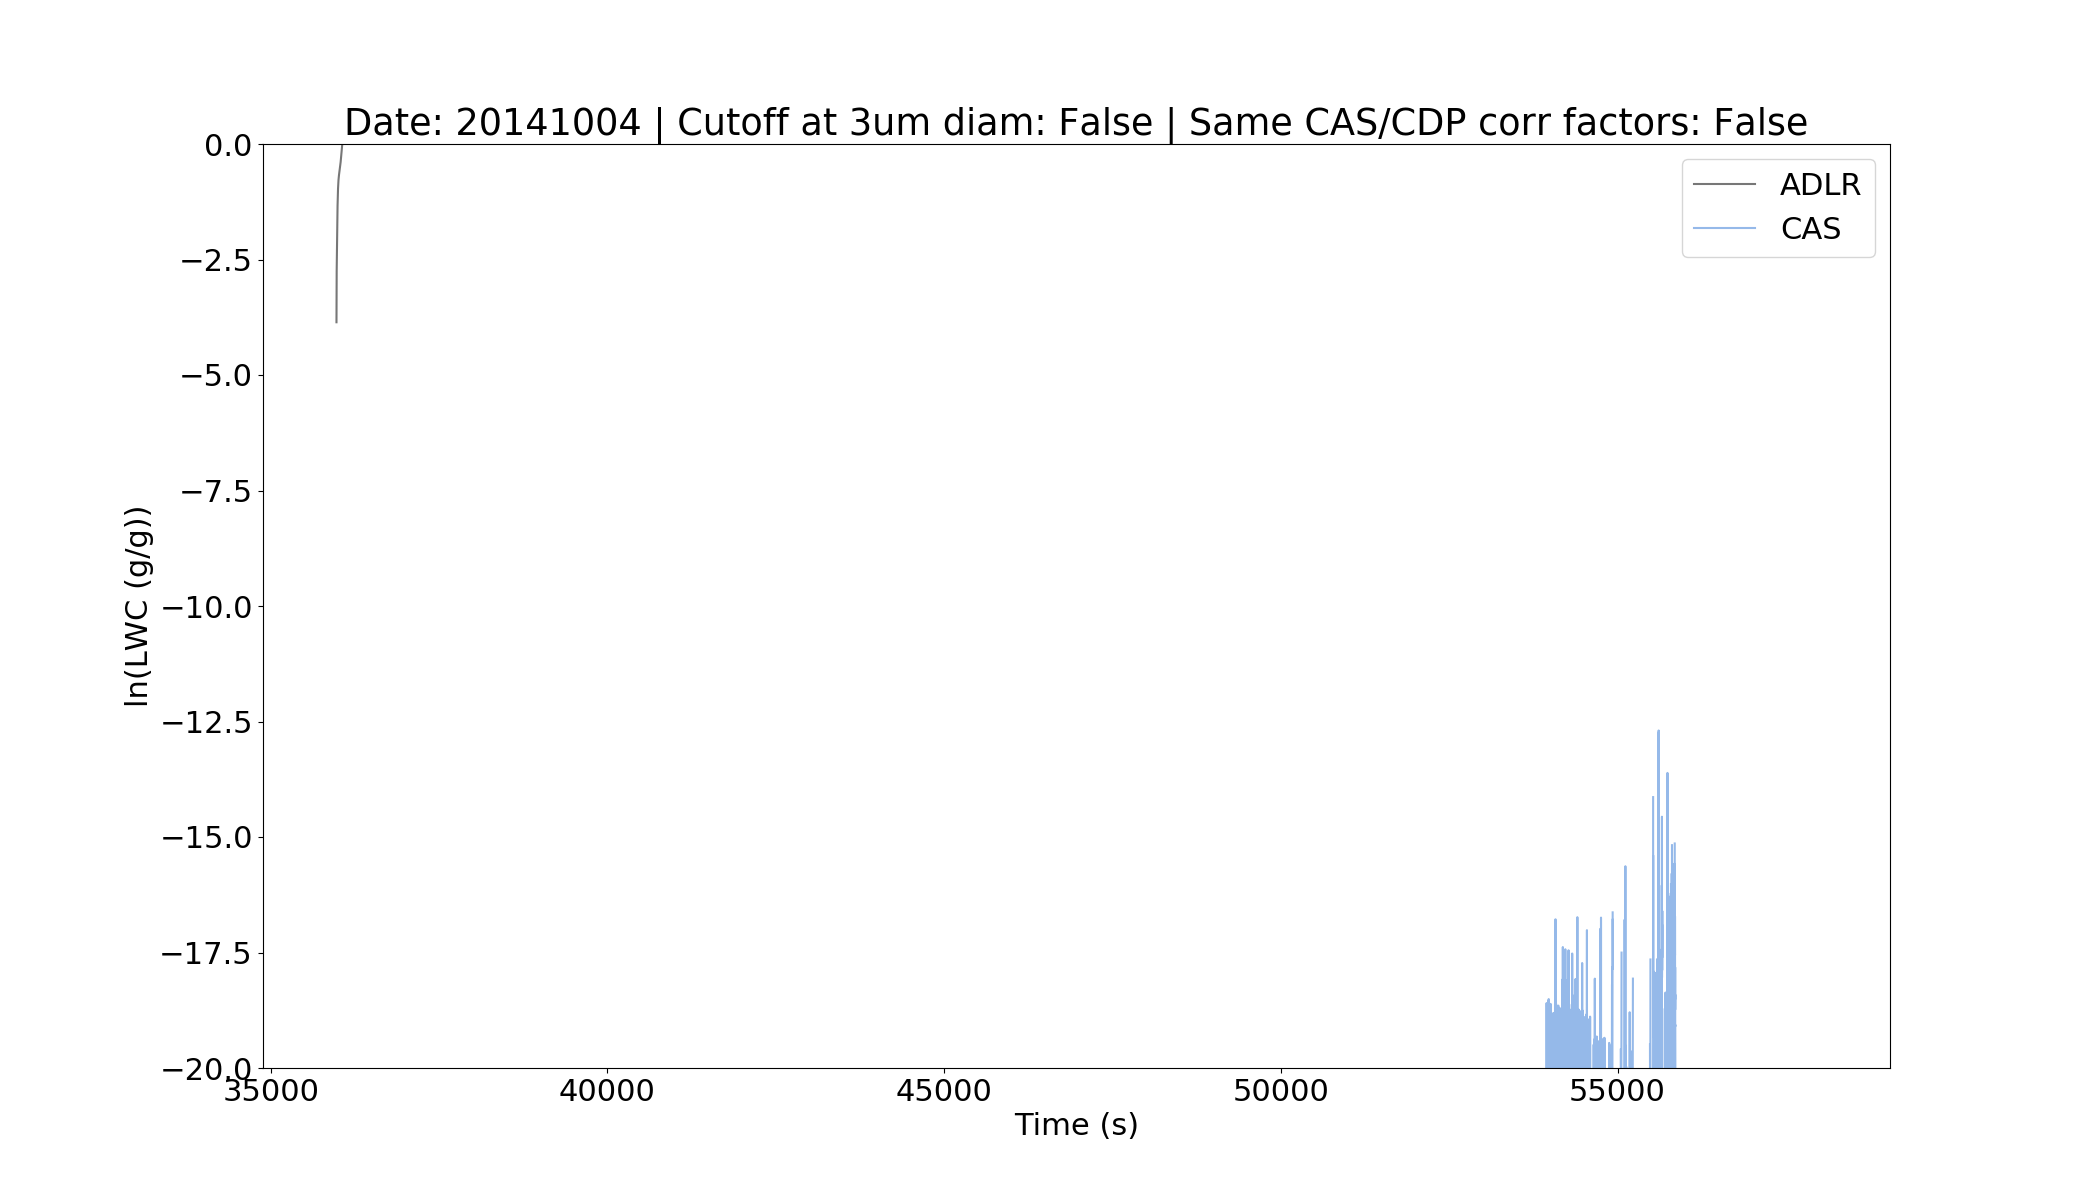 Date: 20141004 | Cutoff at 3um diam: False | Same CAS/CDP corr factors: False
ADLR
CAS
0.0
−2.5
−5.0
−7.5
−10.0
−12.5
−15.0
−17.5
−20.0
ln(LWC (g/g))
35000 40000 45000 50000 55000
Time (s)